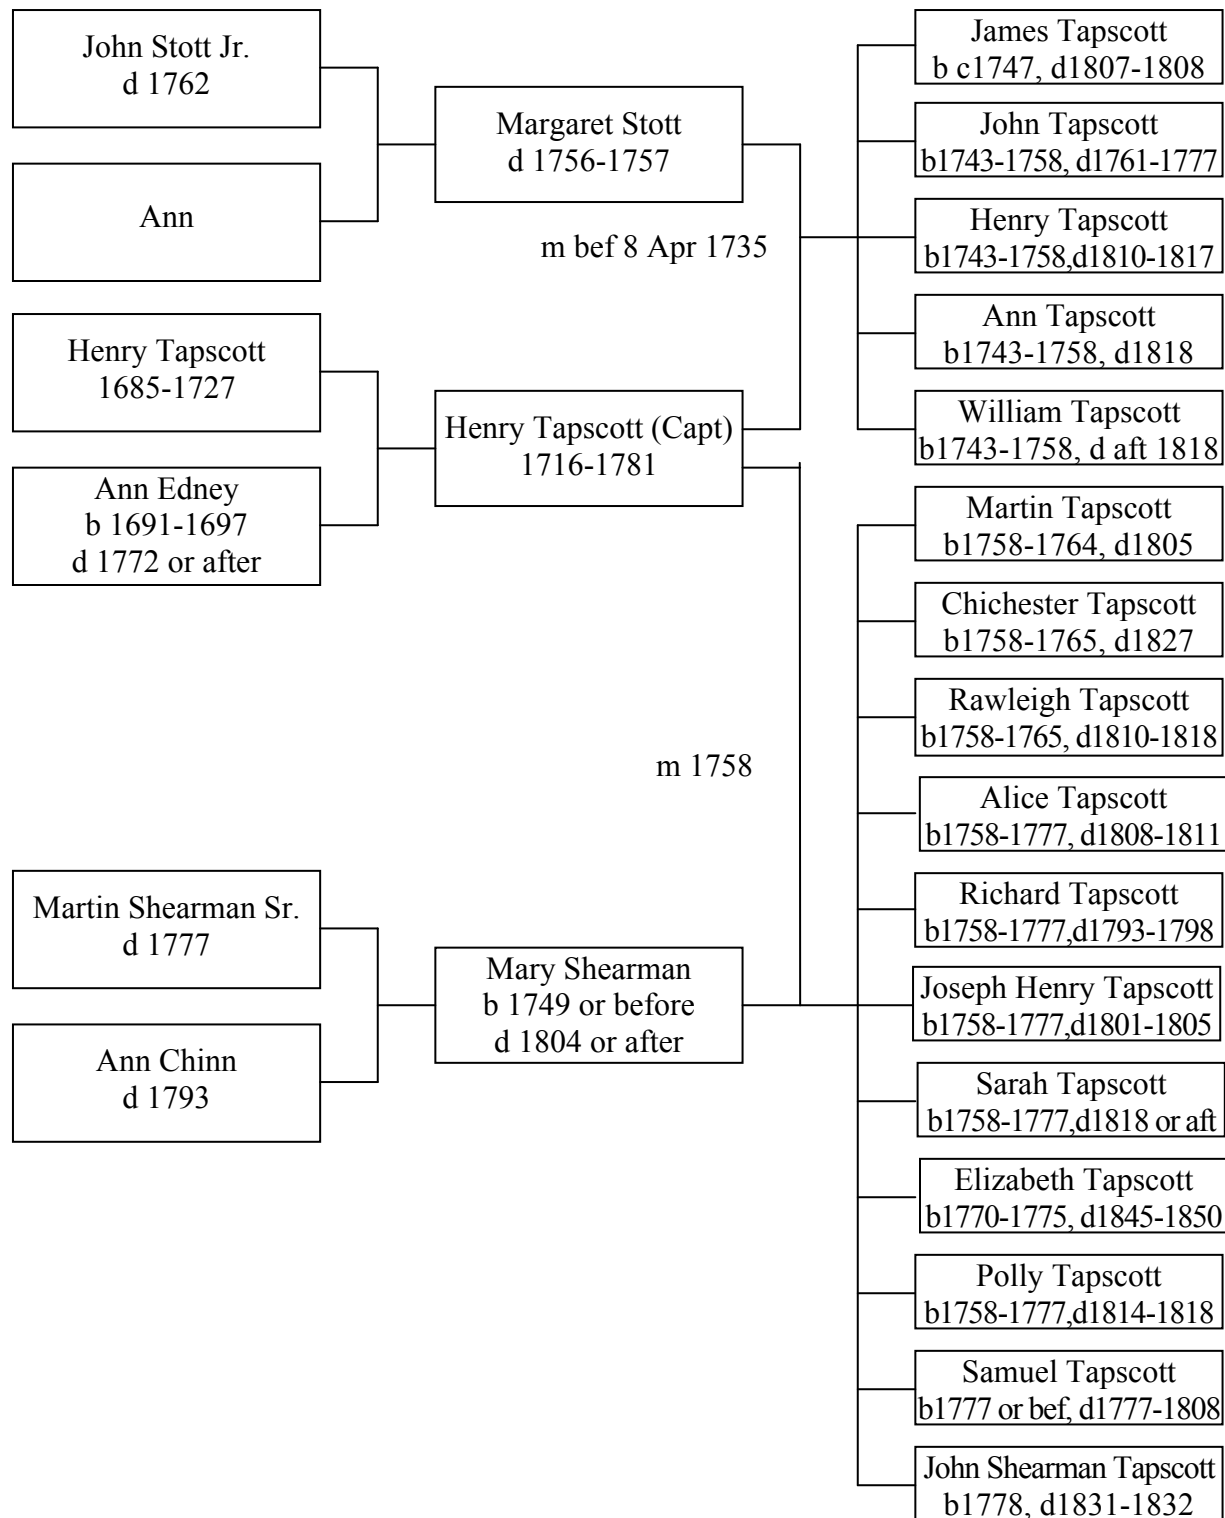 John Stott Jr.
d 1762
Ann
Henry Tapscott
1685-1727
Ann Edney
b 1691-1697
d 1772 or after
Martin Shearman Sr.
d 1777
Ann Chinn
d 1793
Margaret Stott
d 1756-1757
m bef 8 Apr 1735
Henry Tapscott (Capt)
1716-1781
m 1758
Mary Shearman
b 1749 or before
d 1804 or after
James Tapscott
b c1747, d1807-1808
John Tapscott
b1743-1758, d1761-1777
Henry Tapscott
b1743-1758,d1810-1817
Ann Tapscott
b1743-1758, d1818
William Tapscott
b1743-1758, d aft 1818
Martin Tapscott
b1758-1764, d1805
Chichester Tapscott
b1758-1765, d1827
Rawleigh Tapscott
b1758-1765, d1810-1818
Alice Tapscott
b1758-1777, d1808-1811
Richard Tapscott
b1758-1777,d1793-1798
Joseph Henry Tapscott
b1758-1777,d1801-1805
Sarah Tapscott
b1758-1777,d1818 or aft
Elizabeth Tapscott
b1770-1775, d1845-1850
Polly Tapscott
b1758-1777,d1814-1818
Samuel Tapscott
b1777 or bef, d1777-1808
John Shearman Tapscott
b1778, d1831-1832